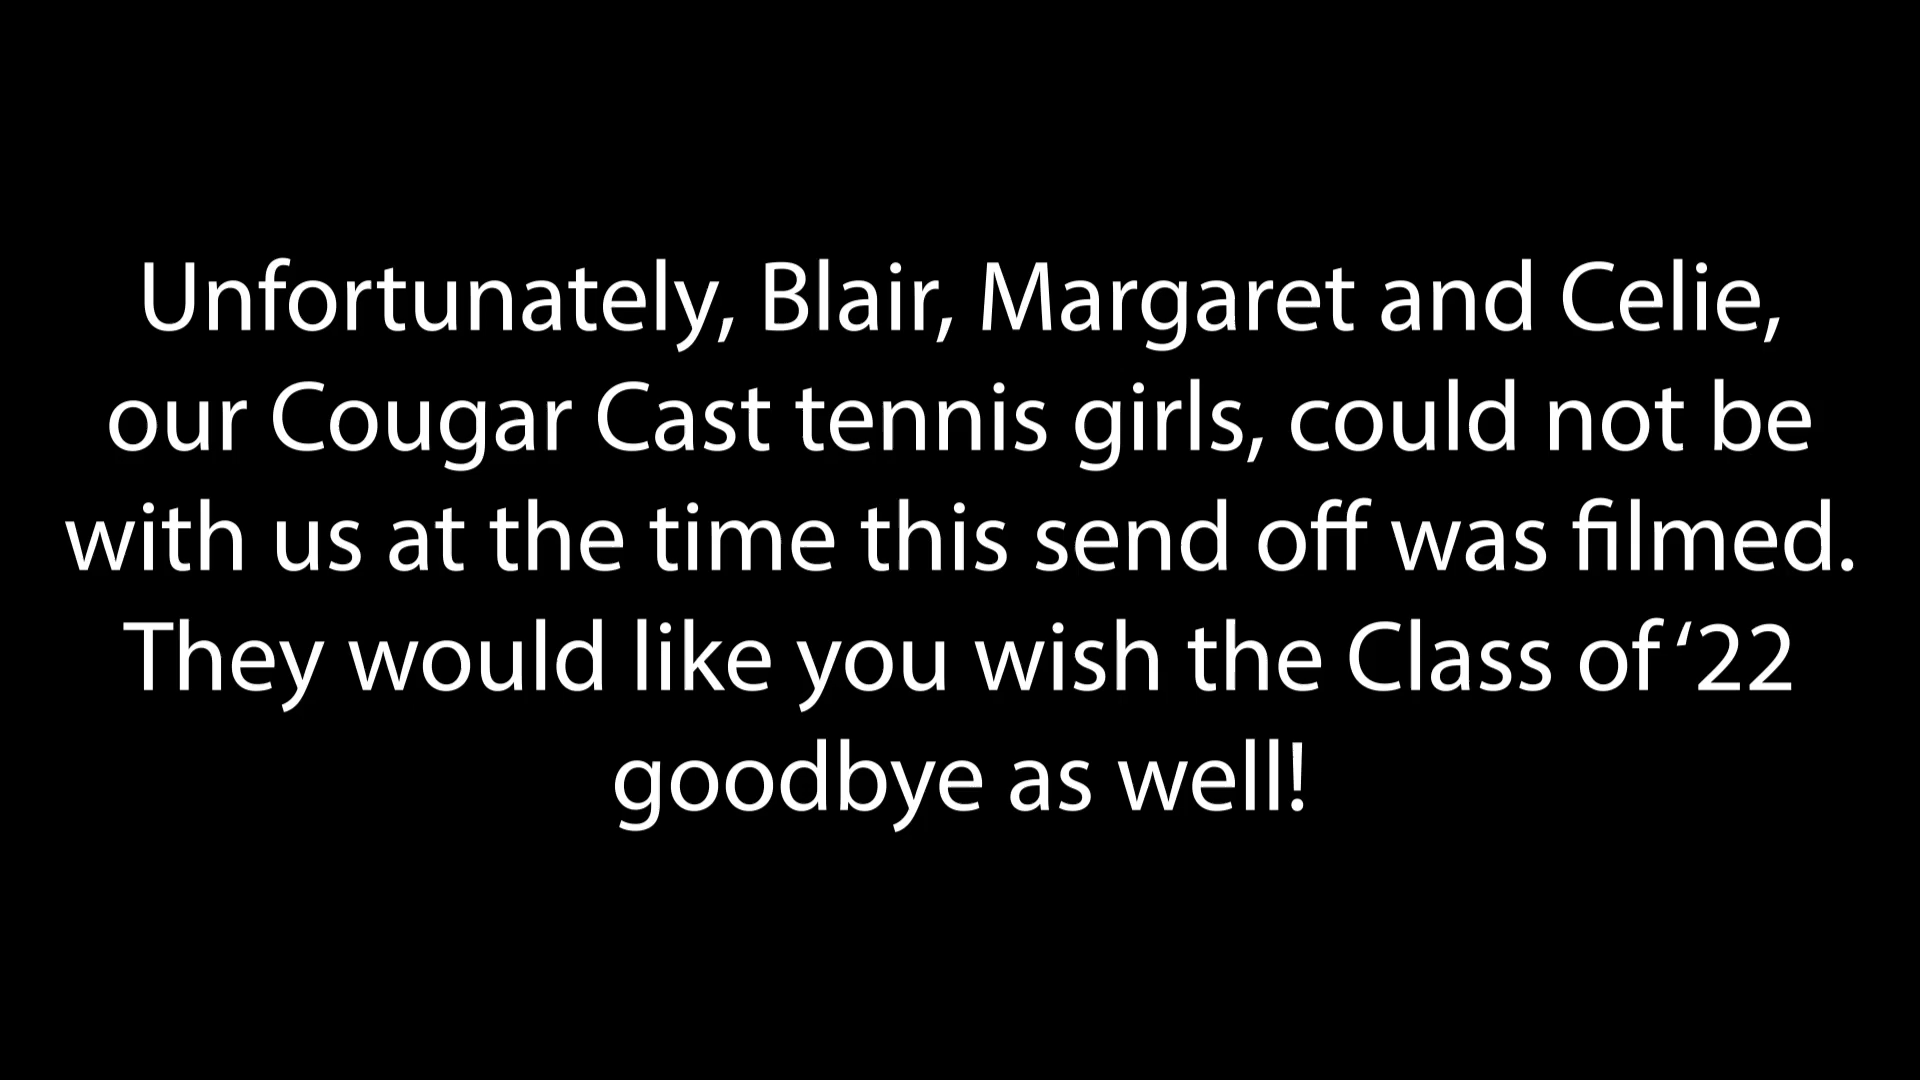 Unfortunately, Blair, Margaret and Celie,
our Cougar Cast tennis girls, could not be
with us at the time this send off was filmed.
They would like you wish the Class of ‘22
goodbye as well!